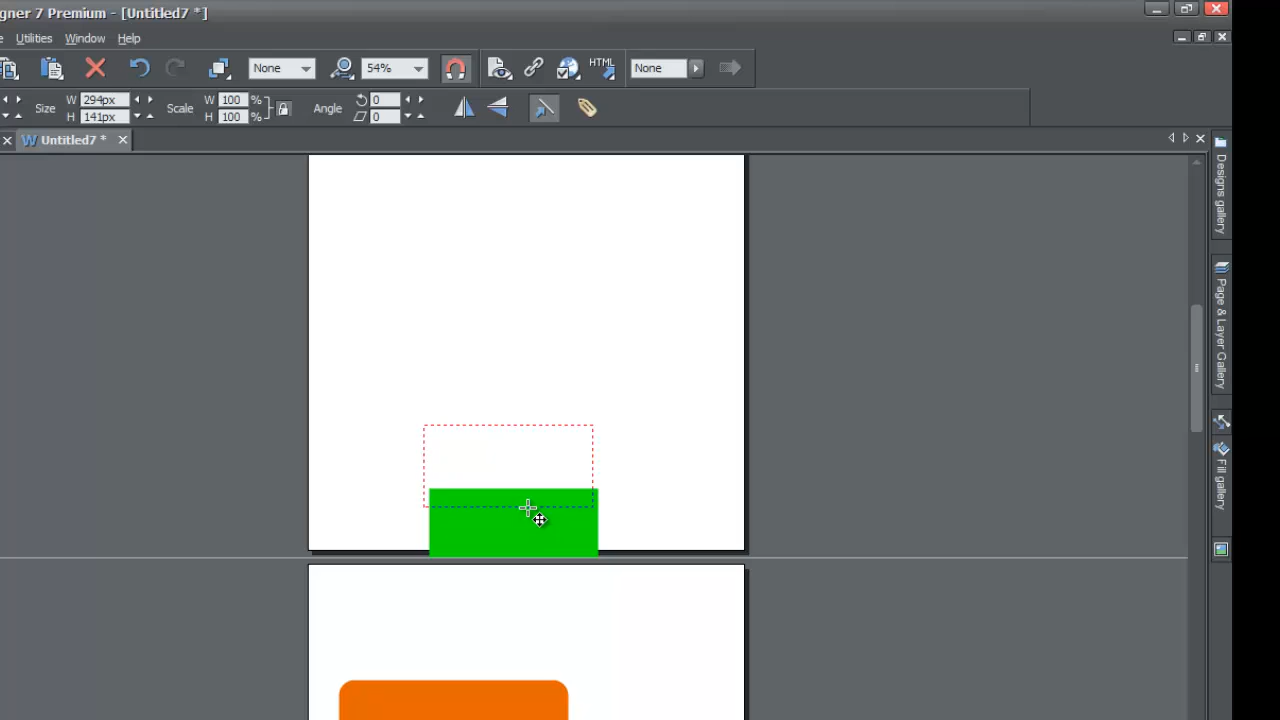 gner 7 Premium - [Untitled7 *]
e Utilities Window Help
None 54% HTML None
Size W 294px H 141px Scale W 100 % H 100 % Angle 0 0
Untitled7 *
Designs gallery
Page & Layer Gallery
Fill gallery